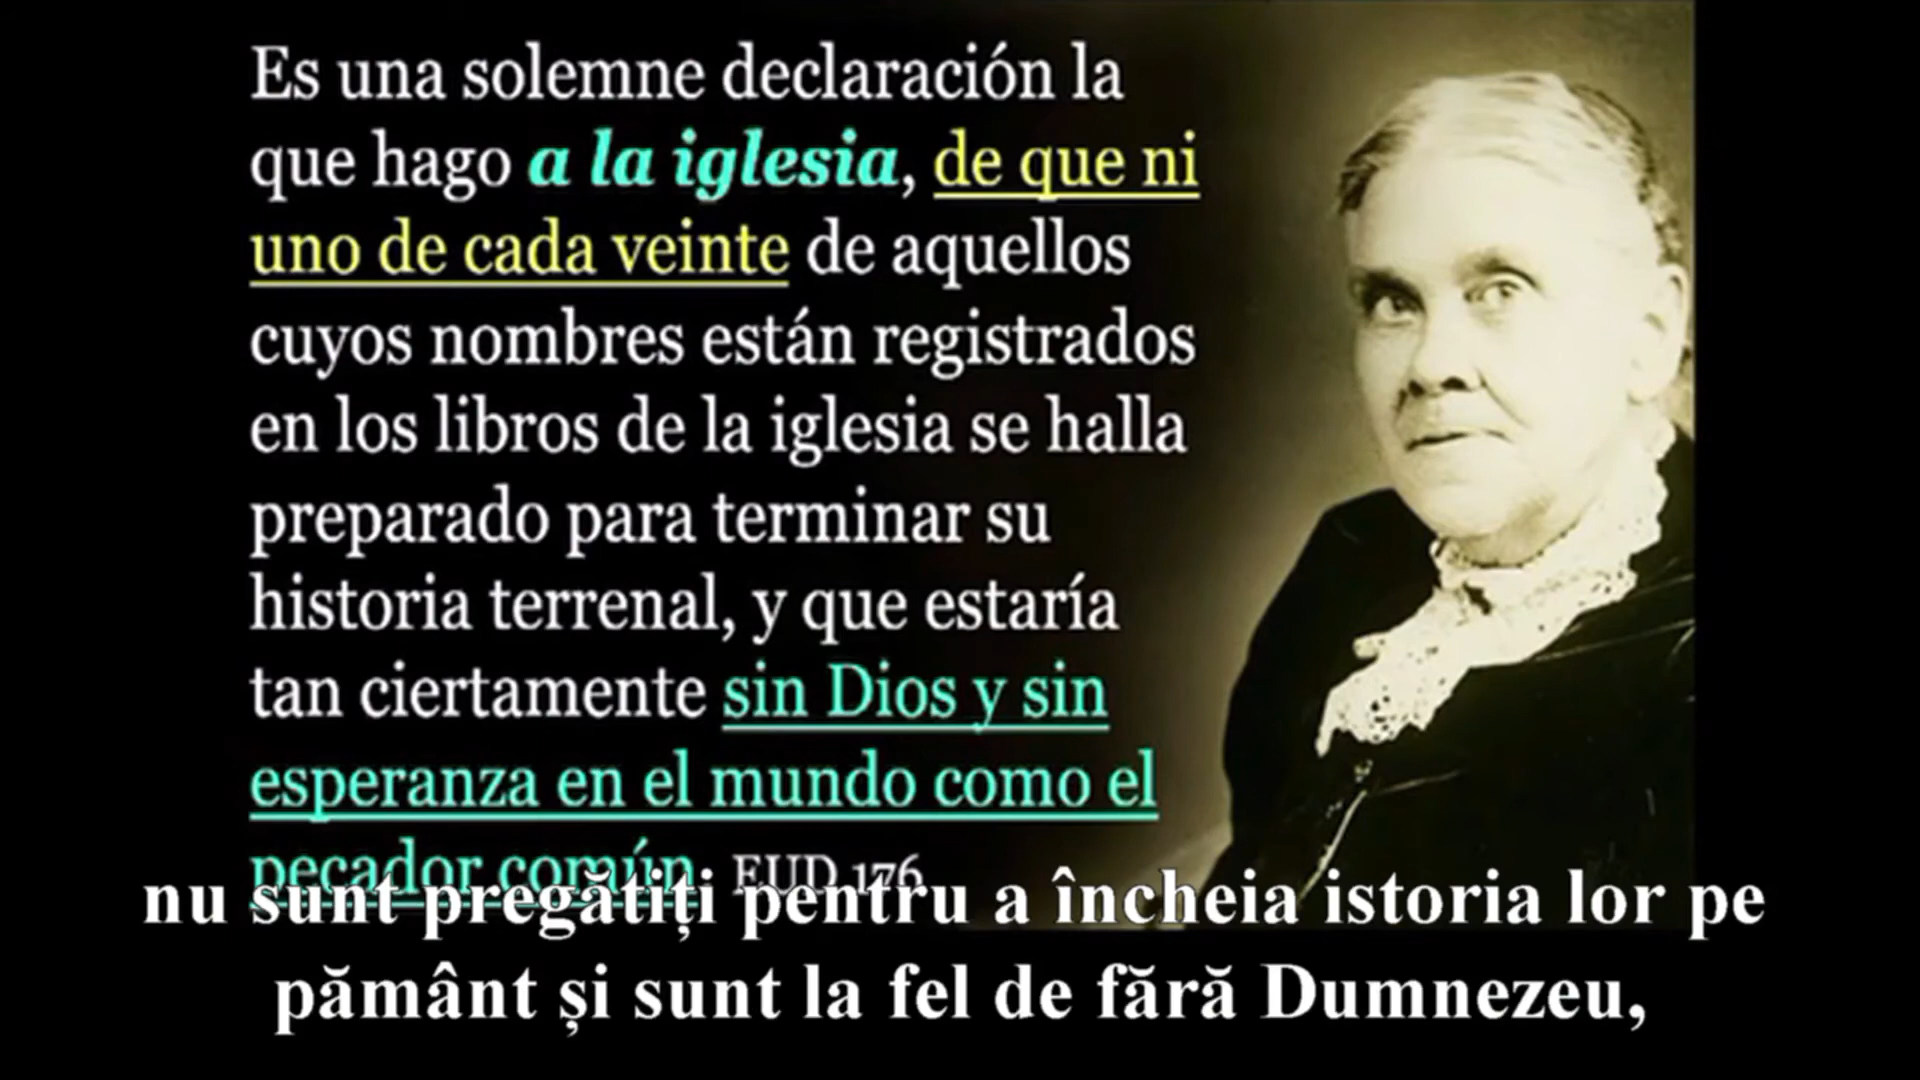 Es una solemne declaración la
que hago a la iglesia, de que ni
uno de cada veinte de aquellos
cuyos nombres están registrados
en los libros de la iglesia se halla
preparado para terminar su
historia terrenal, y que estaría
tan ciertamente sin Dios y sin
esperanza en el mundo como el
pecador común. EUD 176
nu sunt pregătiți pentru a încheia istoria lor pe
pământ și sunt la fel de fără Dumnezeu,